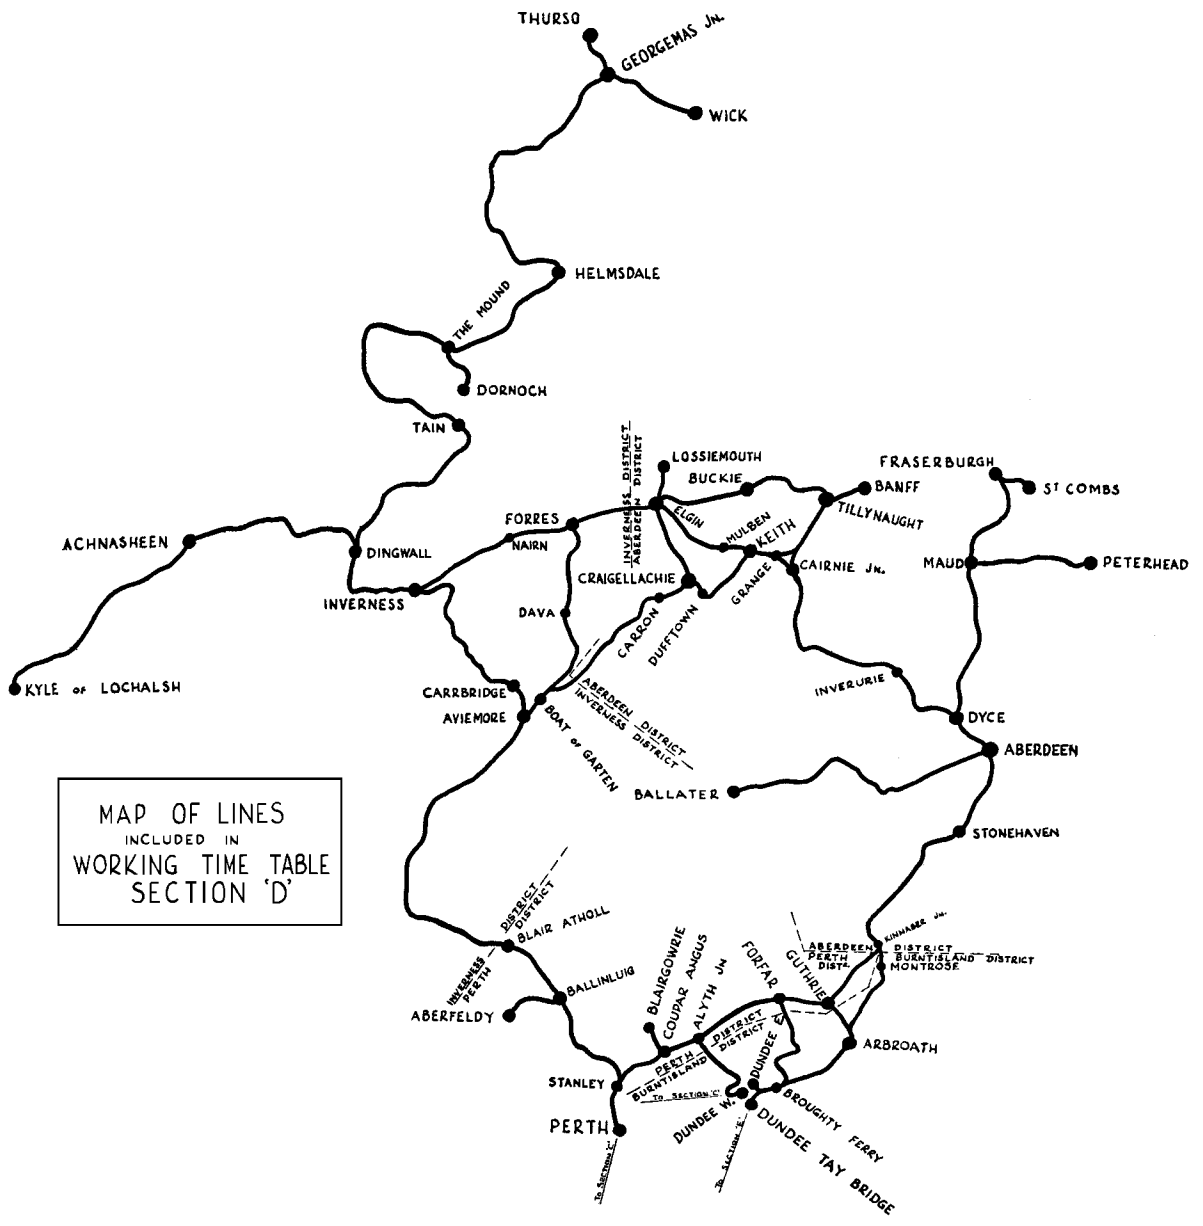 THURSO
GEORGEMAS JN.
WICK
HELMSDALE
THE MOUND
DORNOCH
TAIN
ACHNASHEEN
DINGWALL
INVERNESS
KYLE of LOCHALSH
FORRES
NAIRN
DAVA
INVERNESS DISTRICT
ABERDEEN DISTRICT
LOSSIEMOUTH
BUCKIE
ELGIN
MULBEN
KEITH
BANFF
TILLYNAUGHT
CRAIGELLACHIE
CARRON
DUFFTOWN
GRANGE
CAIRNIE JN.
FRASERBURGH
ST COMBS
MAUD
PETERHEAD
CARRBRIDGE
AVIEMORE
BOAT of GARTEN
ABERDEEN DISTRICT
INVERNESS DISTRICT
INVERURIE
DYCE
ABERDEEN
BALLATER
STONEHAVEN
MAP OF LINES
INCLUDED IN
WORKING TIME TABLE
SECTION 'D'
INVERNESS DISTRICT
PERTH DISTRICT
BLAIR ATHOLL
BALLINLUIG
ABERFELDY
BLAIRGOWRIE
COUPAR ANGUS
ALYTH JN
FORFAR
GUTHRIE
KINNABER JN.
ABERDEEN DISTRICT
PERTH DISTR. BURNTISLAND DISTRICT
MONTROSE
ARBROATH
PERTH DISTRICT
BURNTISLAND DISTRICT
TO SECTION 'C'
STANLEY
PERTH
TO SECTION 'C'
DUNDEE W.
DUNDEE E.
TO SECTION 'E'
BROUGHTY FERRY
DUNDEE TAY BRIDGE